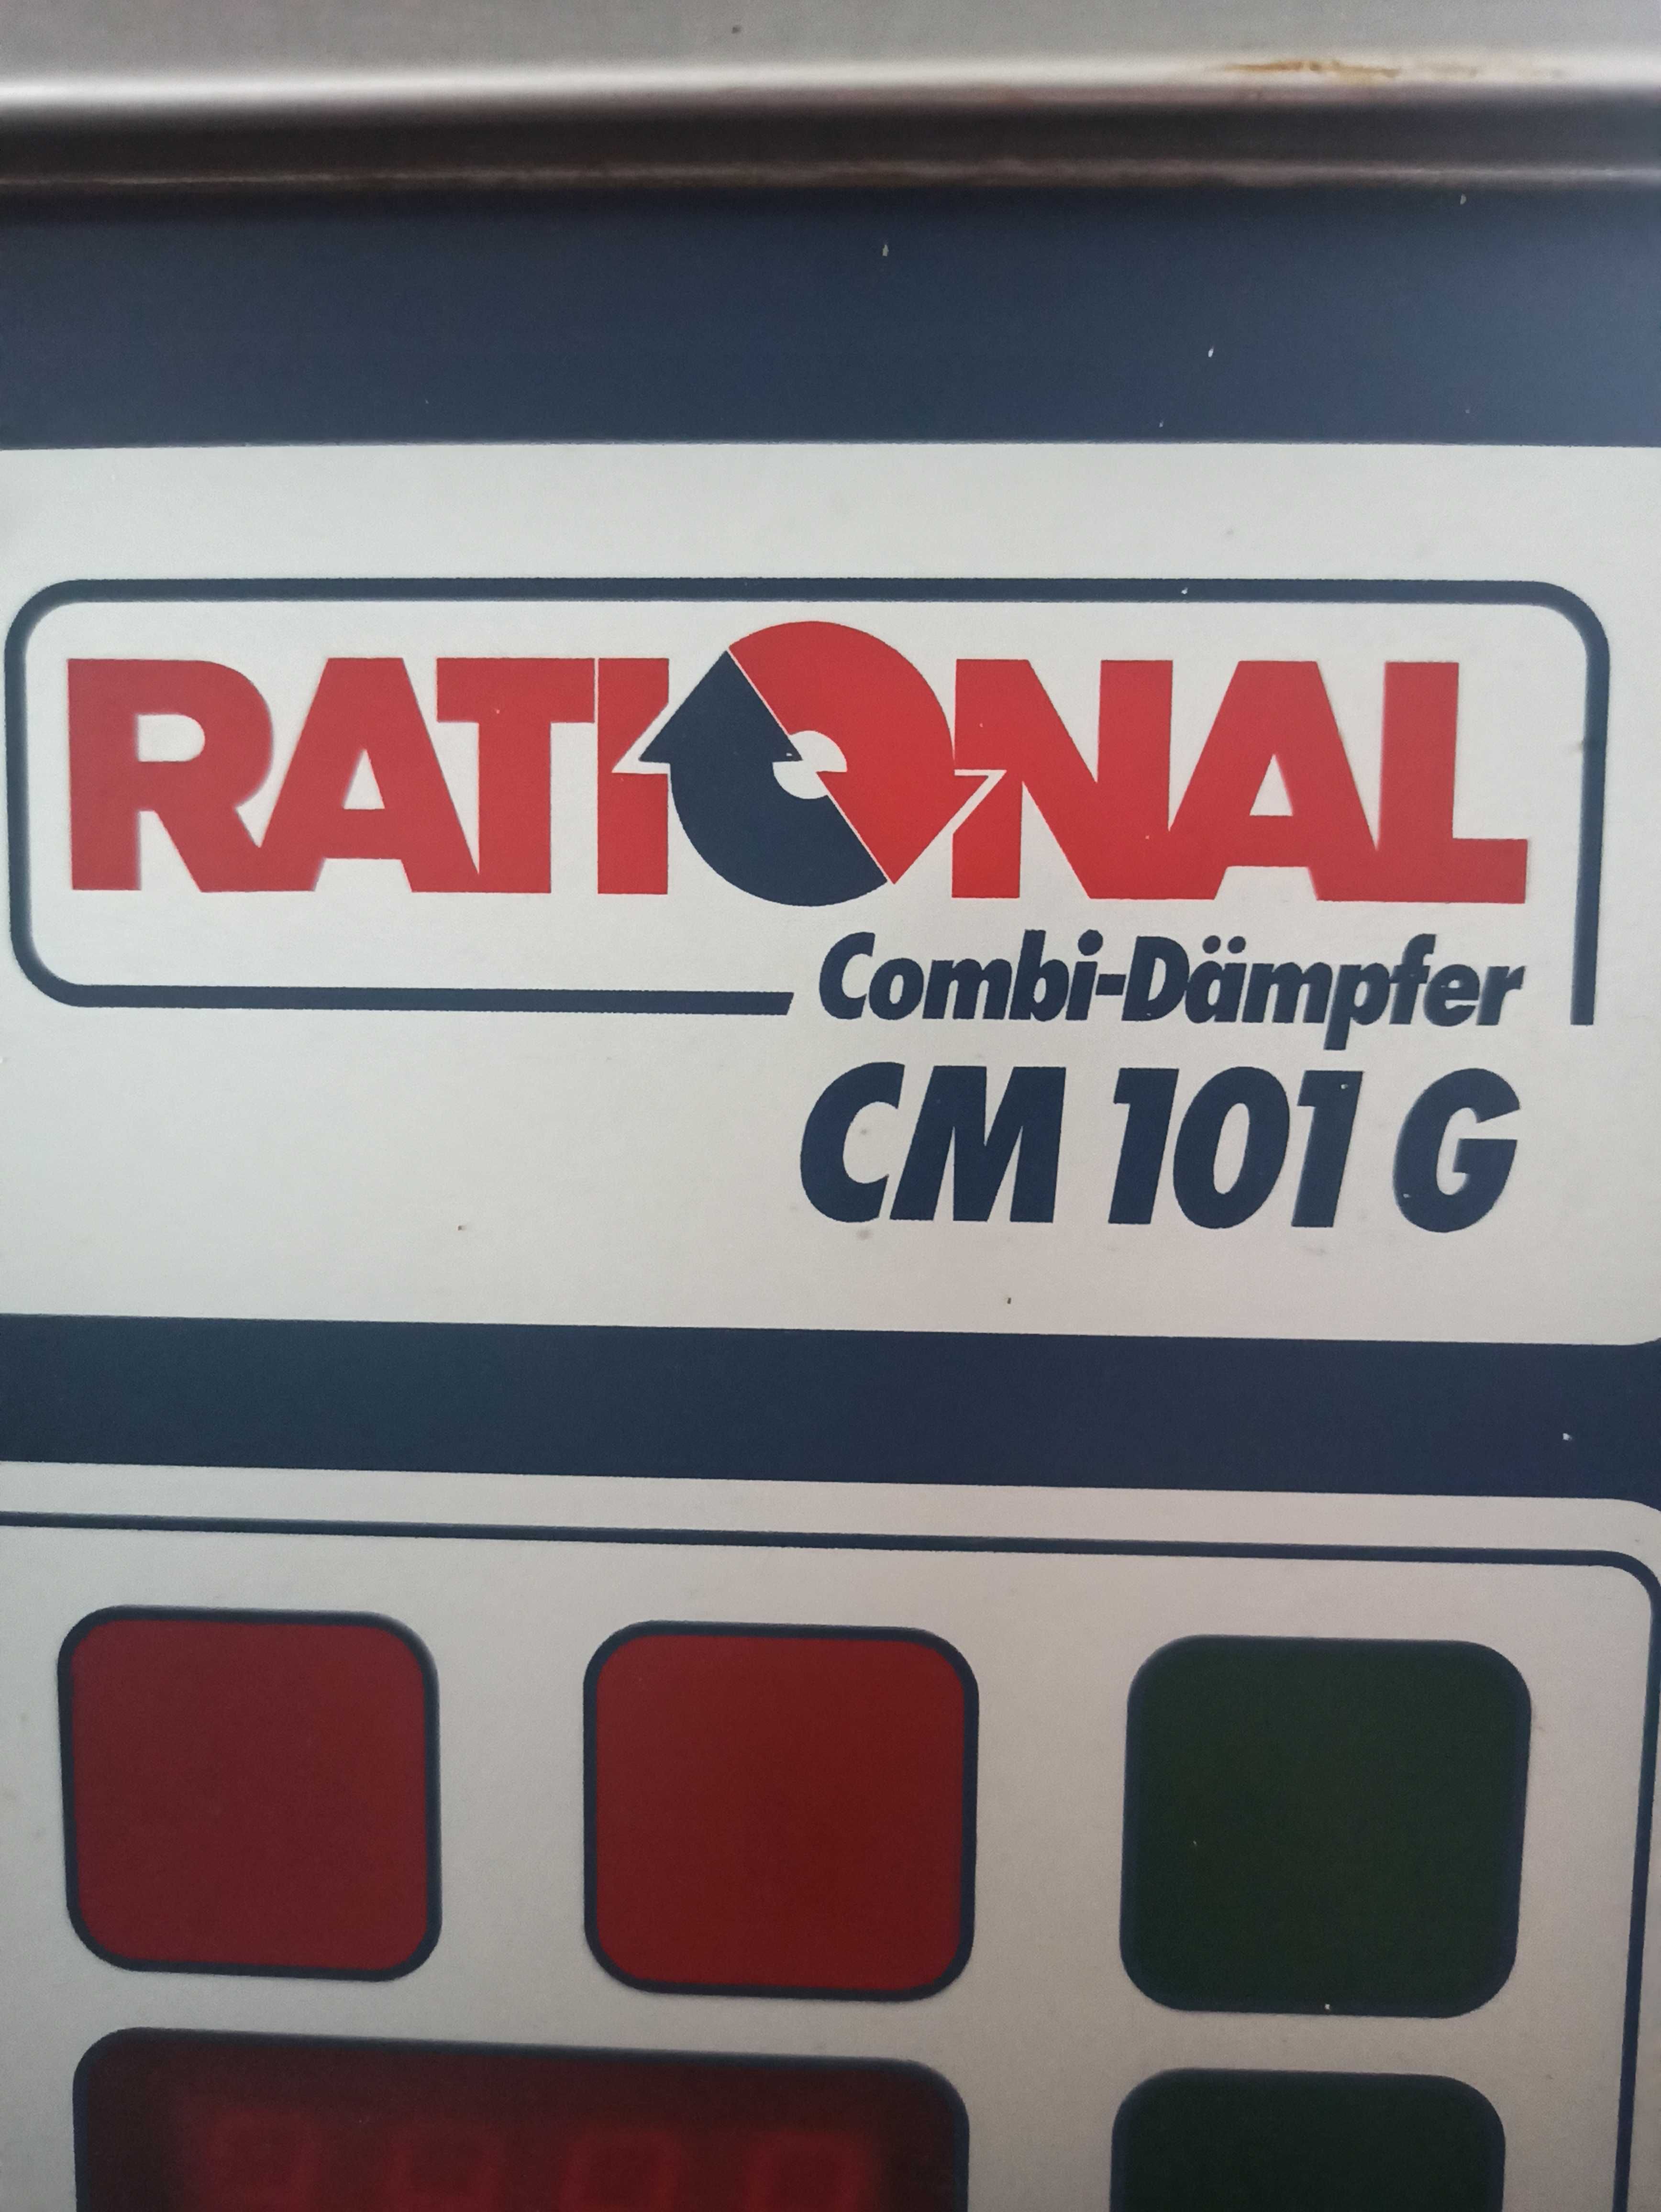 RATIONAL
Combi-Dämpfer
CM 101 G